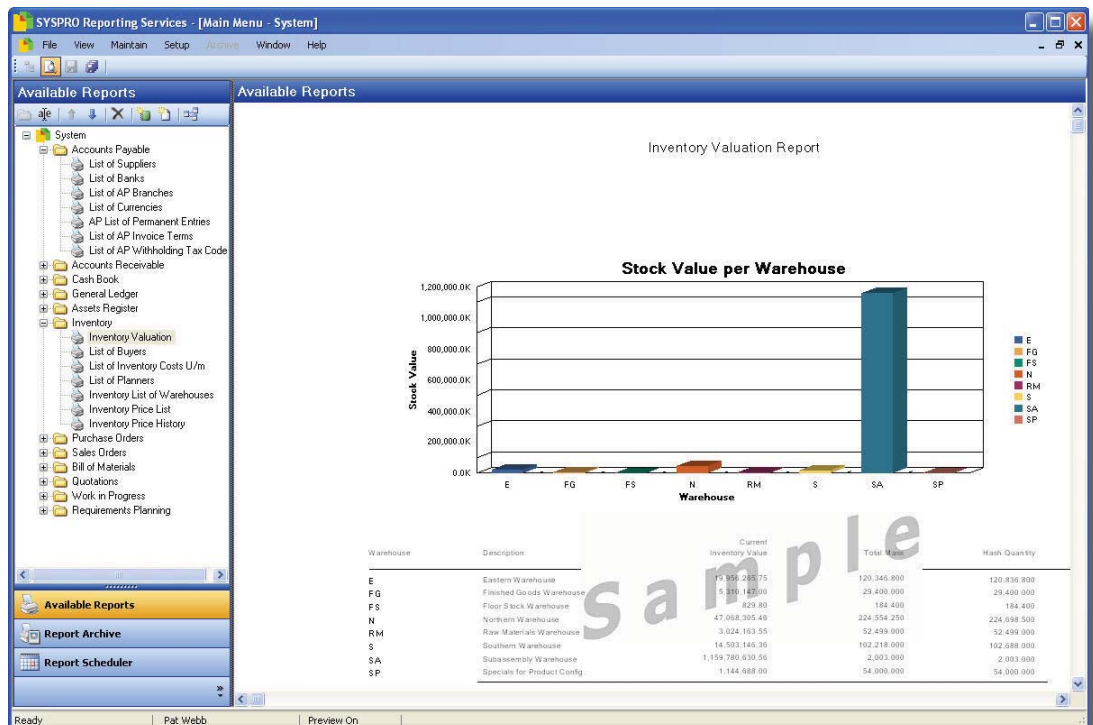 SYSPRO Reporting Services - [Main Menu - System]
File View Maintain Setup Archive Window Help
Available Reports
Available Reports
System
Accounts Payable
List of Suppliers
List of Banks
List of AP Branches
List of Currencies
AP List of Permanent Entries
List of AP Invoice Terms
List of AP Withholding Tax Code
Accounts Receivable
Cash Book
General Ledger
Assets Register
Inventory
Inventory Valuation
List of Buyers
List of Inventory Costs U/m
List of Planners
Inventory List of Warehouses
Inventory Price List
Inventory Price History
Purchase Orders
Sales Orders
Bill of Materials
Quotations
Work in Progress
Requirements Planning
Available Reports
Report Archive
Report Scheduler
Inventory Valuation Report
Stock Value per Warehouse
Stock Value
1,200,000.0K
1,000,000.0K
800,000.0K
600,000.0K
400,000.0K
200,000.0K
0.0K
E FG FS N RM S SA SP
Warehouse
E
FG
FS
N
RM
S
SA
SP
Sample
Warehouse Description Current Inventory Value Total Mass Hash Quantity
E Eastern Warehouse 19,956,265.75 120,346.800 120,836.800
FG Finished Goods Warehouse 5,310,147.00 29,400.000 29,400.000
FS Floor Stock Warehouse 829.80 184.400 184.400
N Northern Warehouse 47,068,305.46 224,554.250 224,698.500
RM Raw Materials Warehouse 3,024,163.55 52,499.000 52,499.000
S Southern Warehouse 14,503,146.36 102,218.000 102,688.000
SA Subassembly Warehouse 1,159,780,630.56 2,003.000 2,003.000
SP Specials for Product Config 1,144,688.00 54,000.000 54,000.000
Ready Pat Webb Preview On